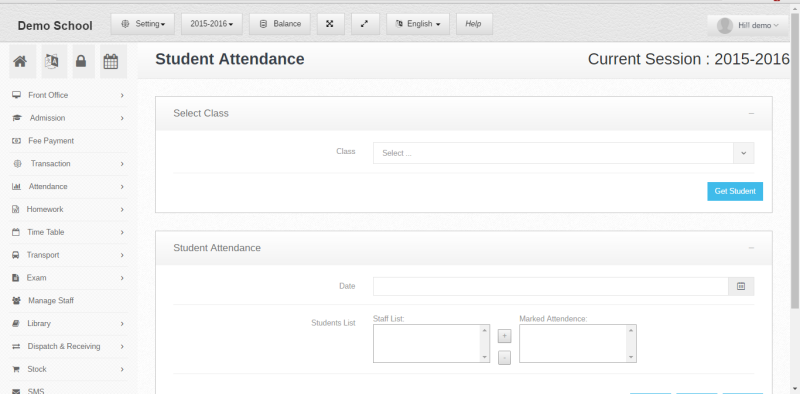 Demo School
Setting
2015-2016
Balance
English
Help
Hill demo
Student Attendance
Current Session : 2015-2016
Front Office
Admission
Fee Payment
Transaction
Attendance
Homework
Time Table
Transport
Exam
Manage Staff
Library
Dispatch & Receiving
Stock
SMS
Select Class
Class
Select ...
Get Student
Student Attendance
Date
Students List
Staff List:
Marked Attendence:
+
-